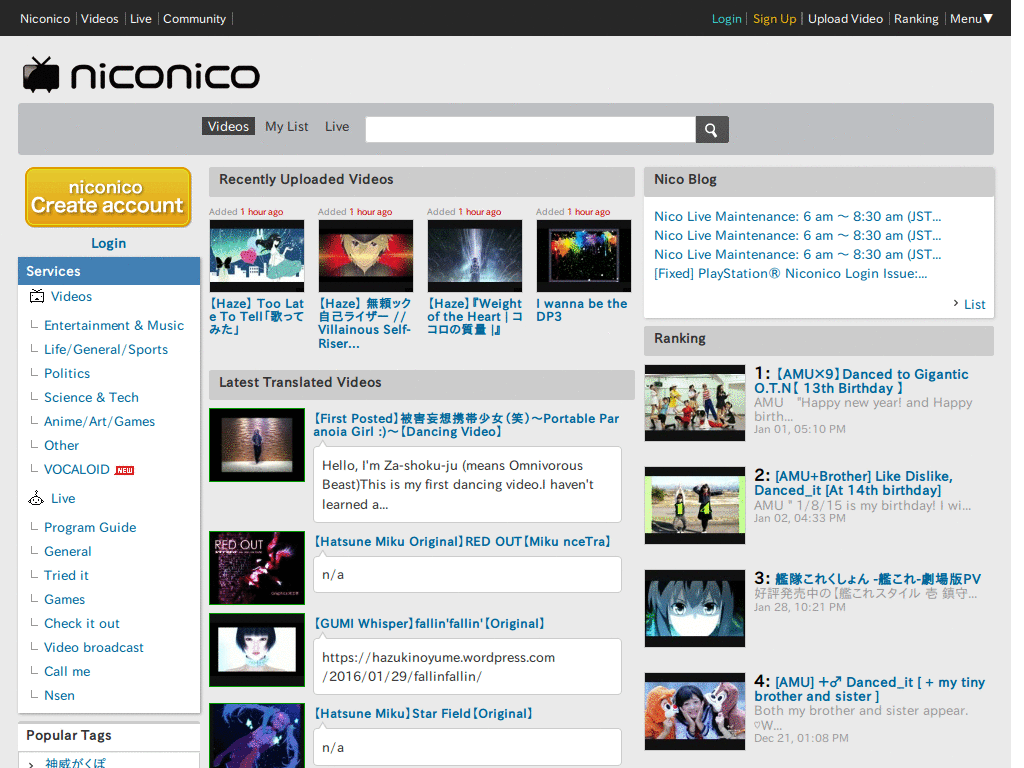 Niconico Videos Live Community
Login Sign Up Upload Video Ranking Menu▼
niconico
Videos My List Live
niconico
Create account
Login
Services
Videos
Entertainment & Music
Life/General/Sports
Politics
Science & Tech
Anime/Art/Games
Other
VOCALOID NEW
Live
Program Guide
General
Tried it
Games
Check it out
Video broadcast
Call me
Nsen
Popular Tags
神威がくぽ
Recently Uploaded Videos
Added 1 hour ago
【Haze】 Too Lat
e To Tell「歌って
みた」
Added 1 hour ago
【Haze】 無頼ック
自己ライザー //
Villainous Self-
Riser...
Added 1 hour ago
【Haze】『Weight
of the Heart | コ
コロの質量 |』
Added 1 hour ago
I wanna be the
DP3
Latest Translated Videos
【First Posted】被害妄想携帯少女（笑）～Portable Par
anoia Girl :)～【Dancing Video】
Hello, I'm Za-shoku-ju (means Omnivorous
Beast)This is my first dancing video.I haven't
learned a...
RED OUT
【Hatsune Miku Original】RED OUT【Miku nceTra】
n/a
【GUMI Whisper】fallin'fallin'【Original】
https://hazukinoyume.wordpress.com
/2016/01/29/fallinfallin/
【Hatsune Miku】Star Field【Original】
n/a
Nico Blog
Nico Live Maintenance: 6 am ～ 8:30 am (JST...
Nico Live Maintenance: 6 am ～ 8:30 am (JST...
Nico Live Maintenance: 6 am ～ 8:30 am (JST...
[Fixed] PlayStation® Niconico Login Issue:...
List
Ranking
1: 【AMU×9】Danced to Gigantic
O.T.N【 13th Birthday 】
AMU "Happy new year! and Happy
birth...
Jan 01, 05:10 PM
2: [AMU+Brother] Like Dislike,
Danced_it [At 14th birthday]
AMU " 1/8/15 is my birthday! I wi...
Jan 02, 04:33 PM
3: 艦隊これくしょん -艦これ-劇場版PV
好評発売中の【艦これスタイル 壱 鎮守...
Jan 28, 10:21 PM
4: [AMU] ＋♂ Danced_it [ + my tiny
brother and sister ]
Both my brother and sister appear.
♡W...
Dec 21, 01:08 PM